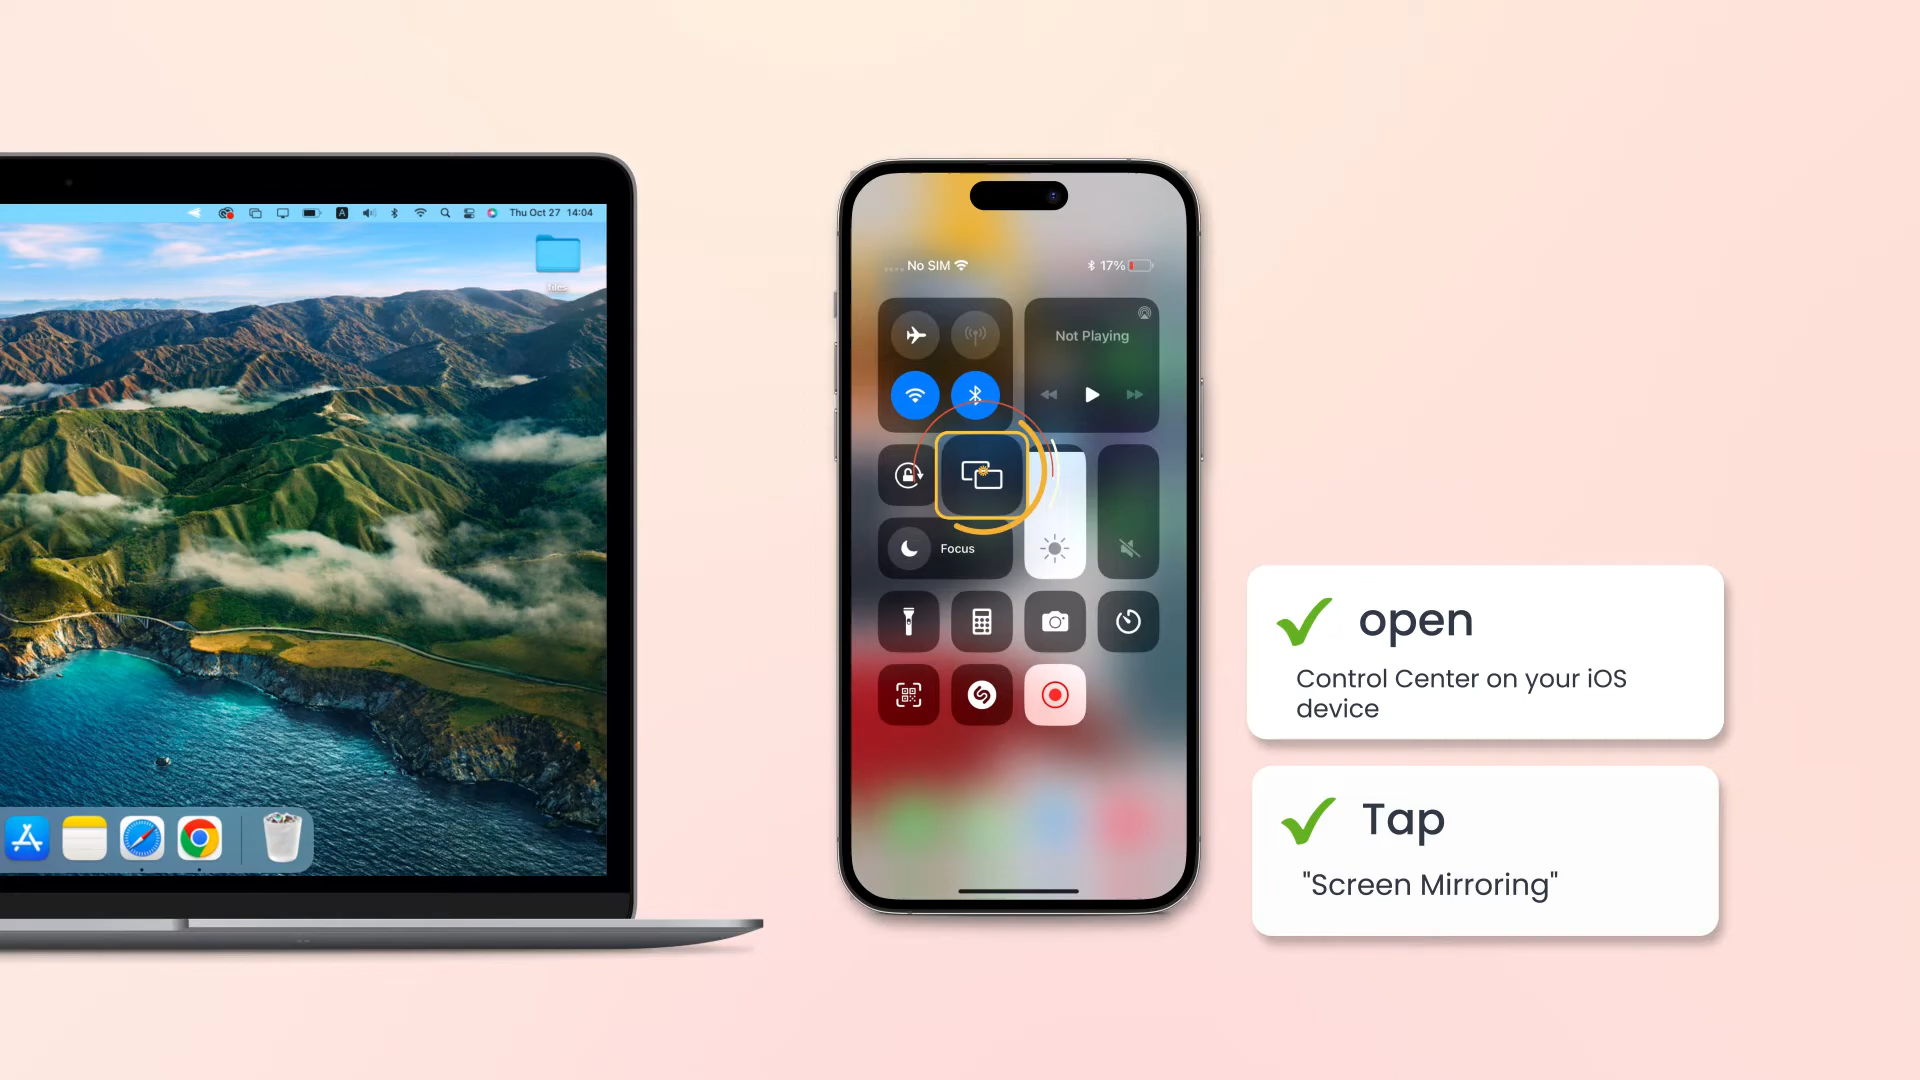 Thu Oct 27 14:04
files
No SIM
17%
Not Playing
Focus
open
Control Center on your iOS
device
Tap
"Screen Mirroring"